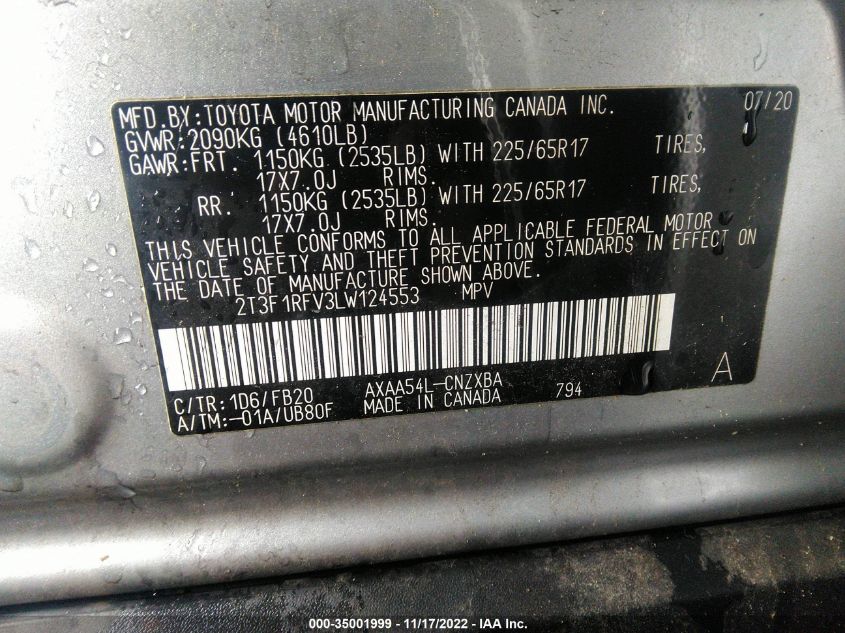 MFD.BY:TOYOTA MOTOR MANUFACTURING CANADA INC. 07/20
GVWR:2090KG (4610LB)
GAWR:FRT. 1150KG (2535LB) WITH 225/65R17 TIRES,
17X7.0J RIMS.
RR. 1150KG (2535LB) WITH 225/65R17 TIRES,
17X7.0J RIMS.
THIS VEHICLE CONFORMS TO ALL APPLICABLE FEDERAL MOTOR
VEHICLE SAFETY AND THEFT PREVENTION STANDARDS IN EFFECT ON
THE DATE OF MANUFACTURE SHOWN ABOVE.
2T3F1RFV3LW124553 MPV
C/TR:1D6/FB20 AXAA54L-CNZXBA 794 A
A/TM:-01A/UB80F MADE IN CANADA
000-35001999 - 11/17/2022 - IAA Inc.